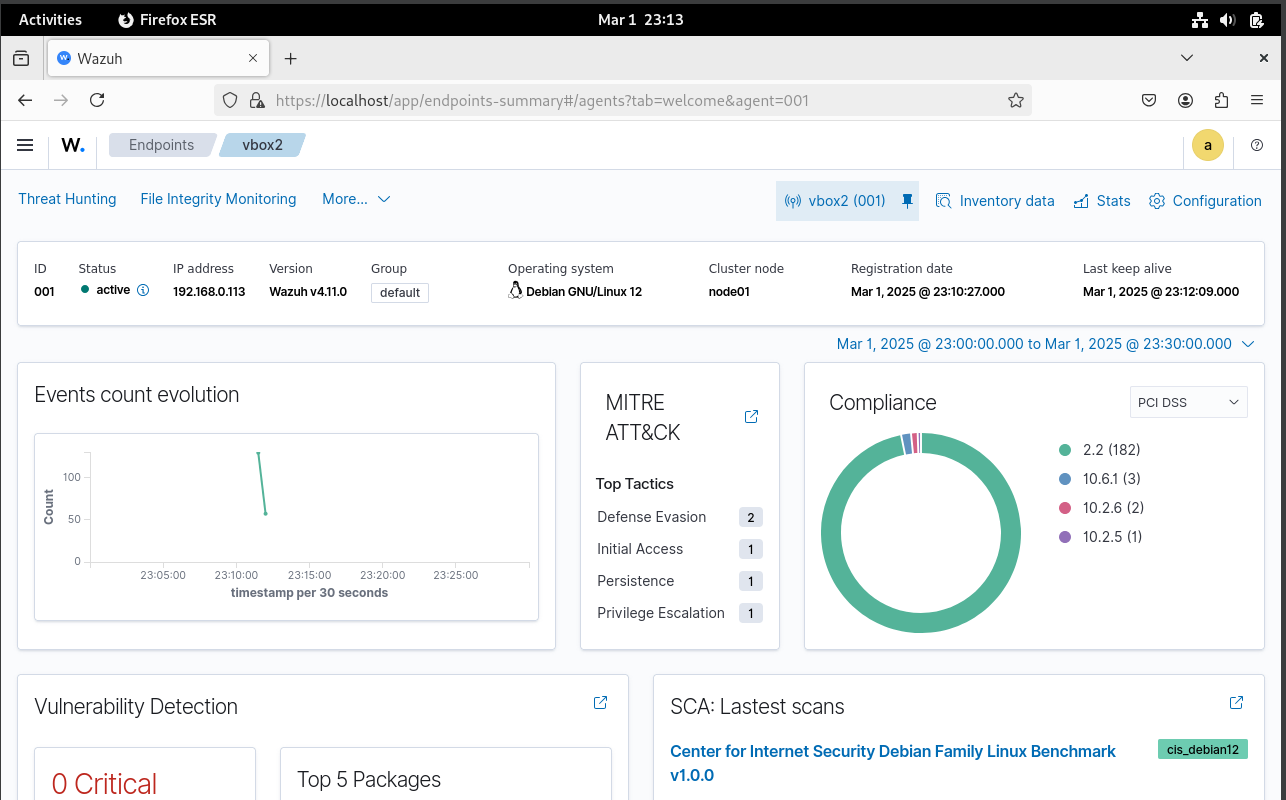 Activities
Firefox ESR
Mar 1 23:13
Wazuh
https://localhost/app/endpoints-summary#/agents?tab=welcome&agent=001
W.
Endpoints
vbox2
a
Threat Hunting
File Integrity Monitoring
More...
vbox2 (001)
Inventory data
Stats
Configuration
ID
001
Status
active
IP address
192.168.0.113
Version
Wazuh v4.11.0
Group
default
Operating system
Debian GNU/Linux 12
Cluster node
node01
Registration date
Mar 1, 2025 @ 23:10:27.000
Last keep alive
Mar 1, 2025 @ 23:12:09.000
Mar 1, 2025 @ 23:00:00.000 to Mar 1, 2025 @ 23:30:00.000
Events count evolution
Count
100
50
0
23:05:00
23:10:00
23:15:00
23:20:00
23:25:00
timestamp per 30 seconds
MITRE
ATT&CK
Top Tactics
Defense Evasion 2
Initial Access 1
Persistence 1
Privilege Escalation 1
Compliance
PCI DSS
2.2 (182)
10.6.1 (3)
10.2.6 (2)
10.2.5 (1)
Vulnerability Detection
0 Critical
Top 5 Packages
SCA: Lastest scans
Center for Internet Security Debian Family Linux Benchmark
v1.0.0
cis_debian12